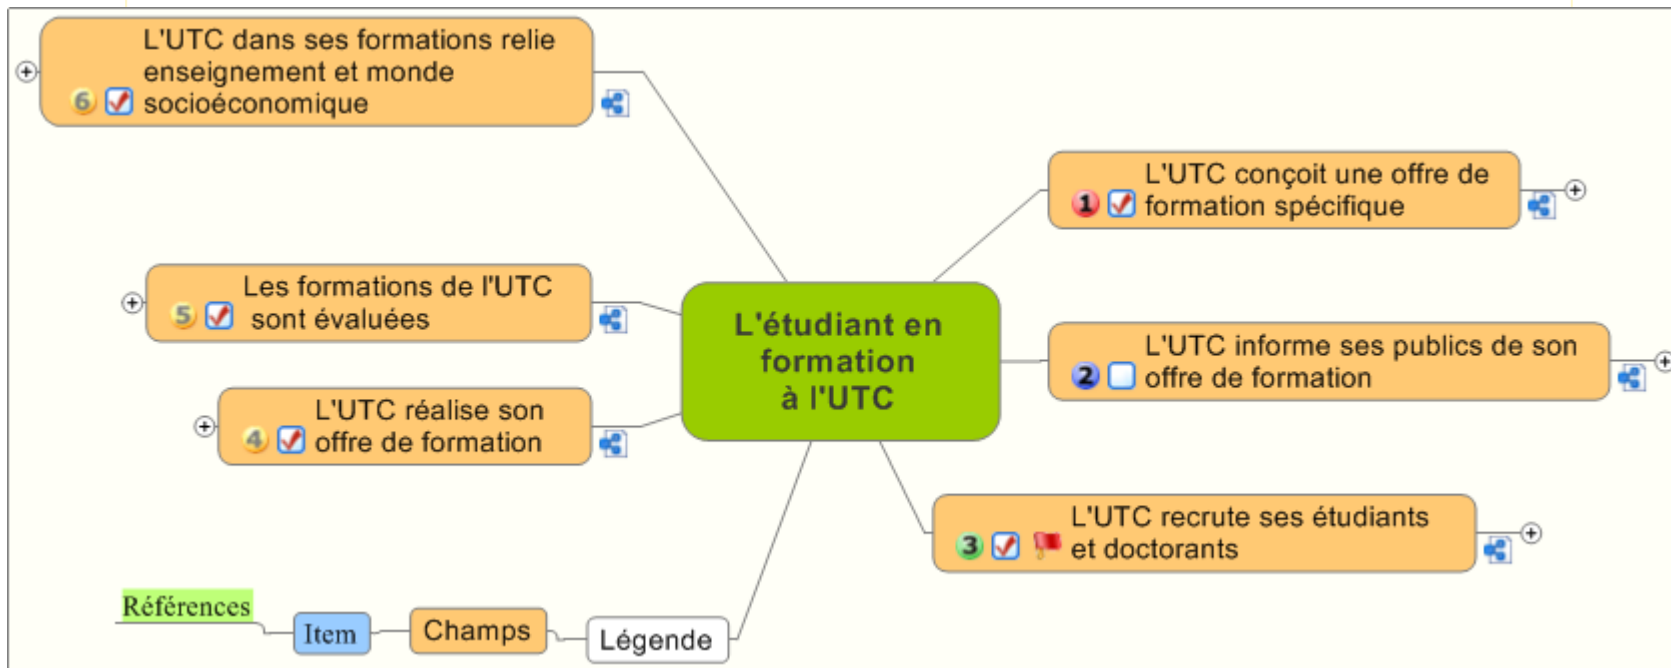 L'UTC dans ses formations relie
enseignement et monde
6 socioéconomique
L'UTC conçoit une offre de
1 formation spécifique
Les formations de l'UTC
5 sont évaluées
L'étudiant en
formation
à l'UTC
L'UTC informe ses publics de son
2 offre de formation
L'UTC réalise son
4 offre de formation
L'UTC recrute ses étudiants
3 et doctorants
Références
Item
Champs
Légende